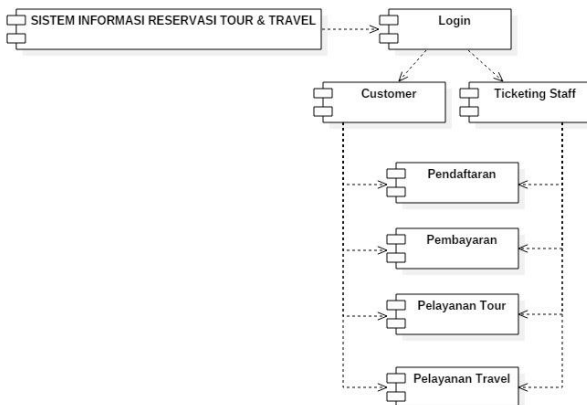 SISTEM INFORMASI RESERVASI TOUR & TRAVEL
Login
Customer
Ticketing Staff
Pendaftaran
Pembayaran
Pelayanan Tour
Pelayanan Travel